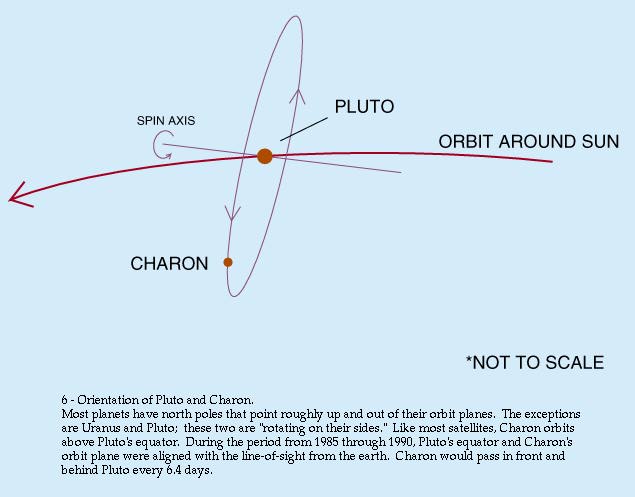 SPIN AXIS
PLUTO
ORBIT AROUND SUN
CHARON
*NOT TO SCALE
6 - Orientation of Pluto and Charon.
Most planets have north poles that point roughly up and out of their orbit planes. The exceptions
are Uranus and Pluto; these two are "rotating on their sides." Like most satellites, Charon orbits
above Pluto's equator. During the period from 1985 through 1990, Pluto's equator and Charon's
orbit plane were aligned with the line-of-sight from the earth. Charon would pass in front and
behind Pluto every 6.4 days.